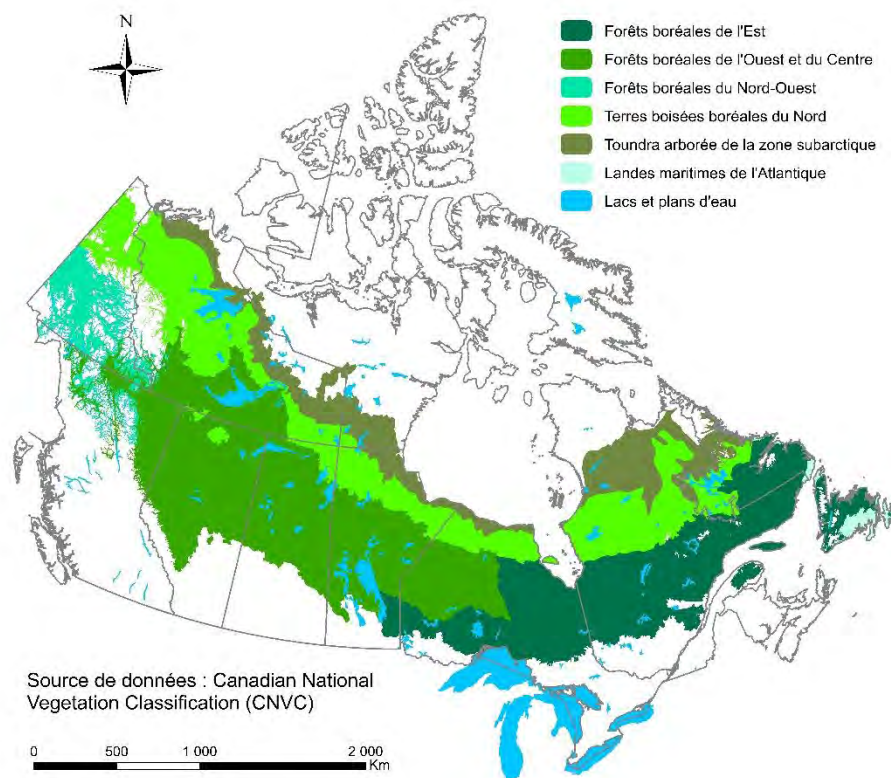 N
Forêts boréales de l'Est
Forêts boréales de l'Ouest et du Centre
Forêts boréales du Nord-Ouest
Terres boisées boréales du Nord
Toundra arborée de la zone subarctique
Landes maritimes de l'Atlantique
Lacs et plans d'eau
Source de données : Canadian National
Vegetation Classification (CNVC)
0 500 1 000 2 000
Km